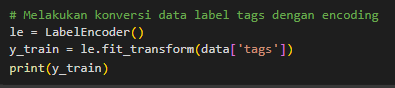 # Melakukan konversi data label tags dengan encoding
le = LabelEncoder()
y_train = le.fit_transform(data['tags'])
print(y_train)